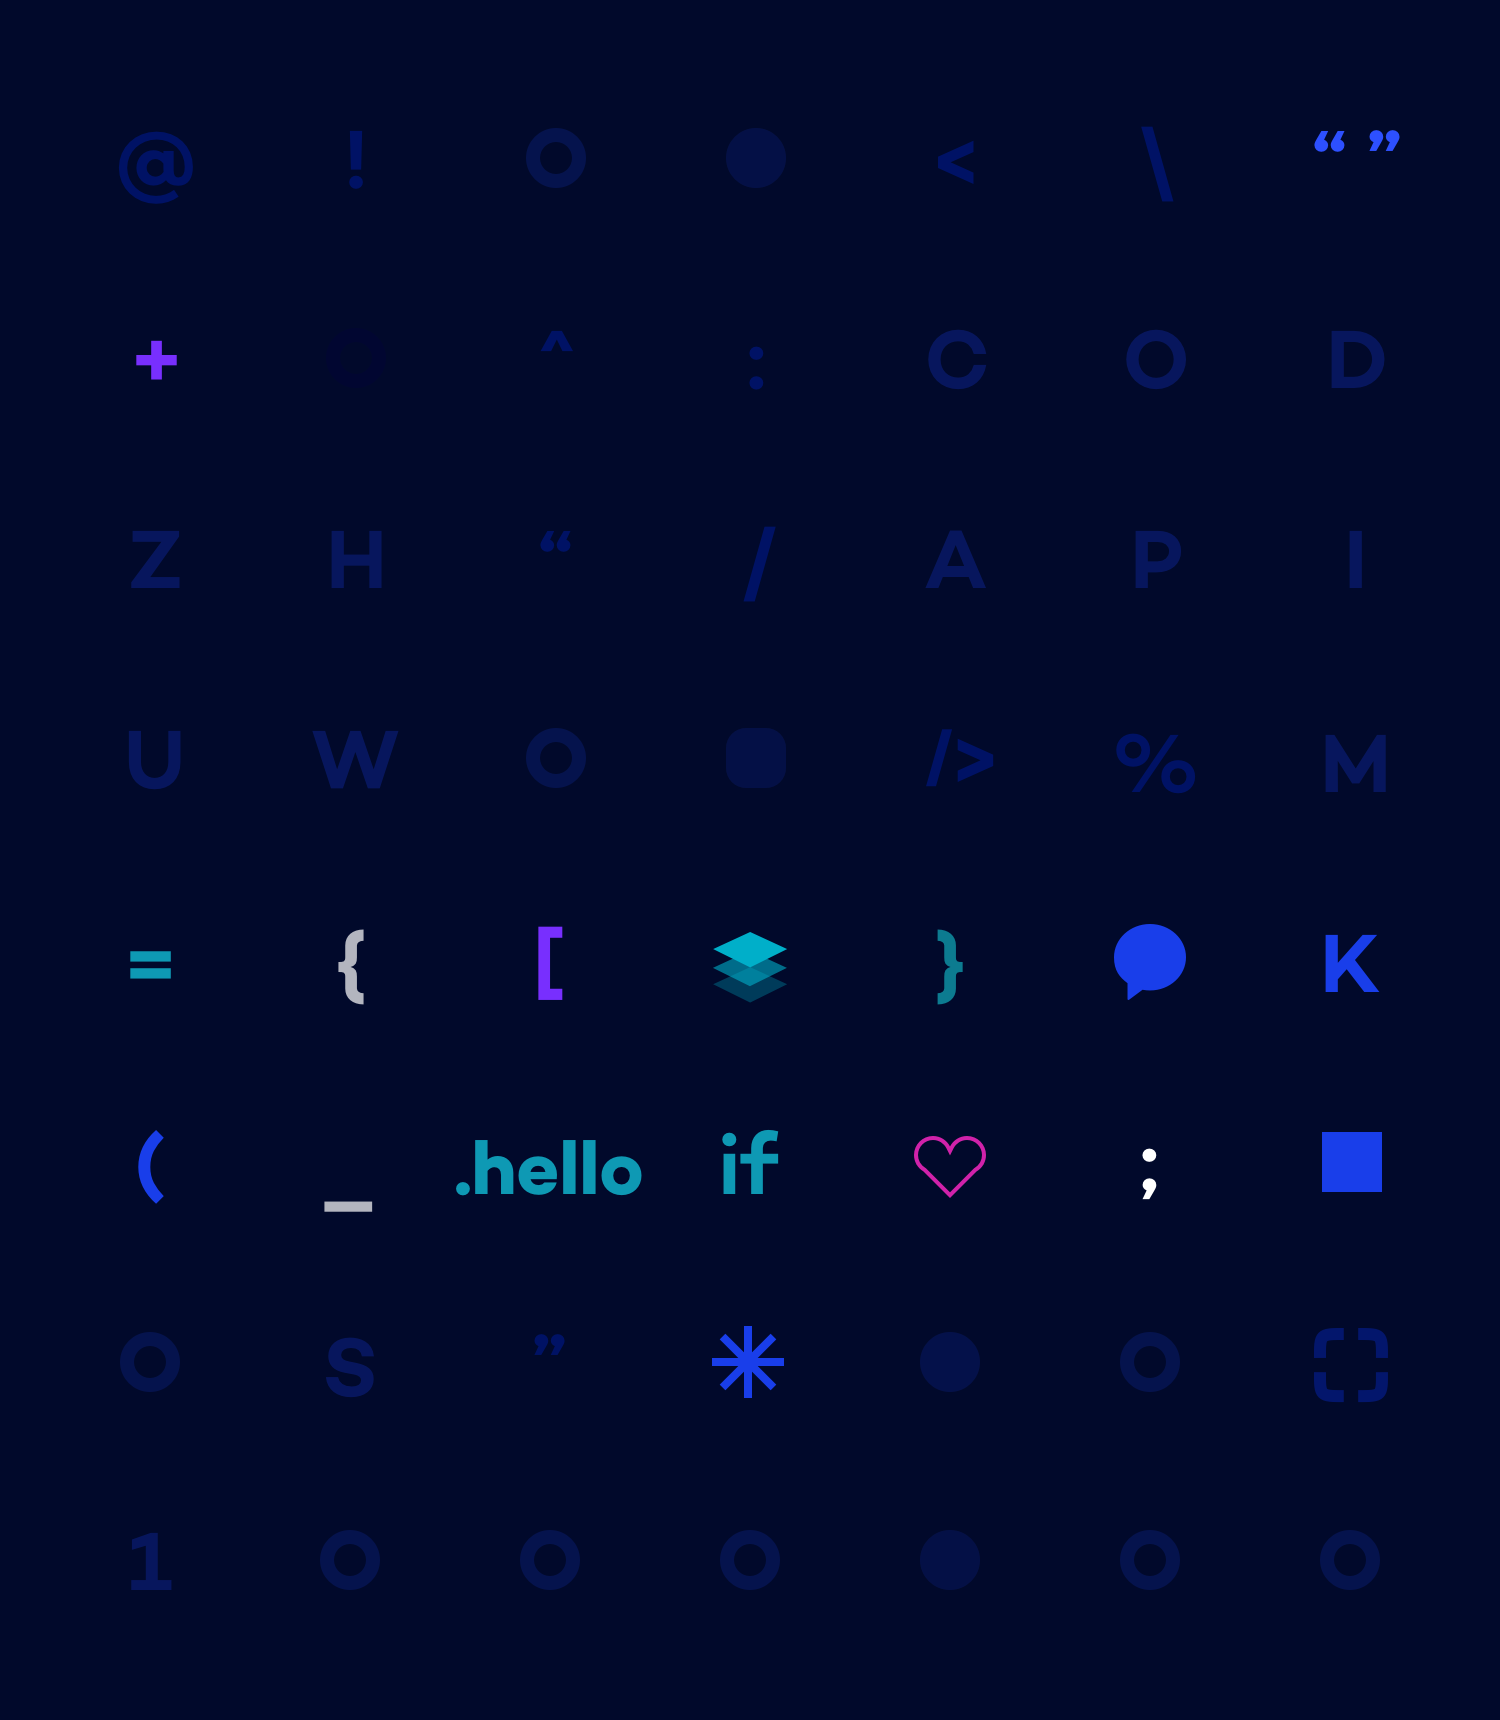 @ ! < \ “ ”
+ ^ : C O D
Z H “ / A P I
U W /> % M
= { [ } K
( _ .hello if ;
S ” *
1